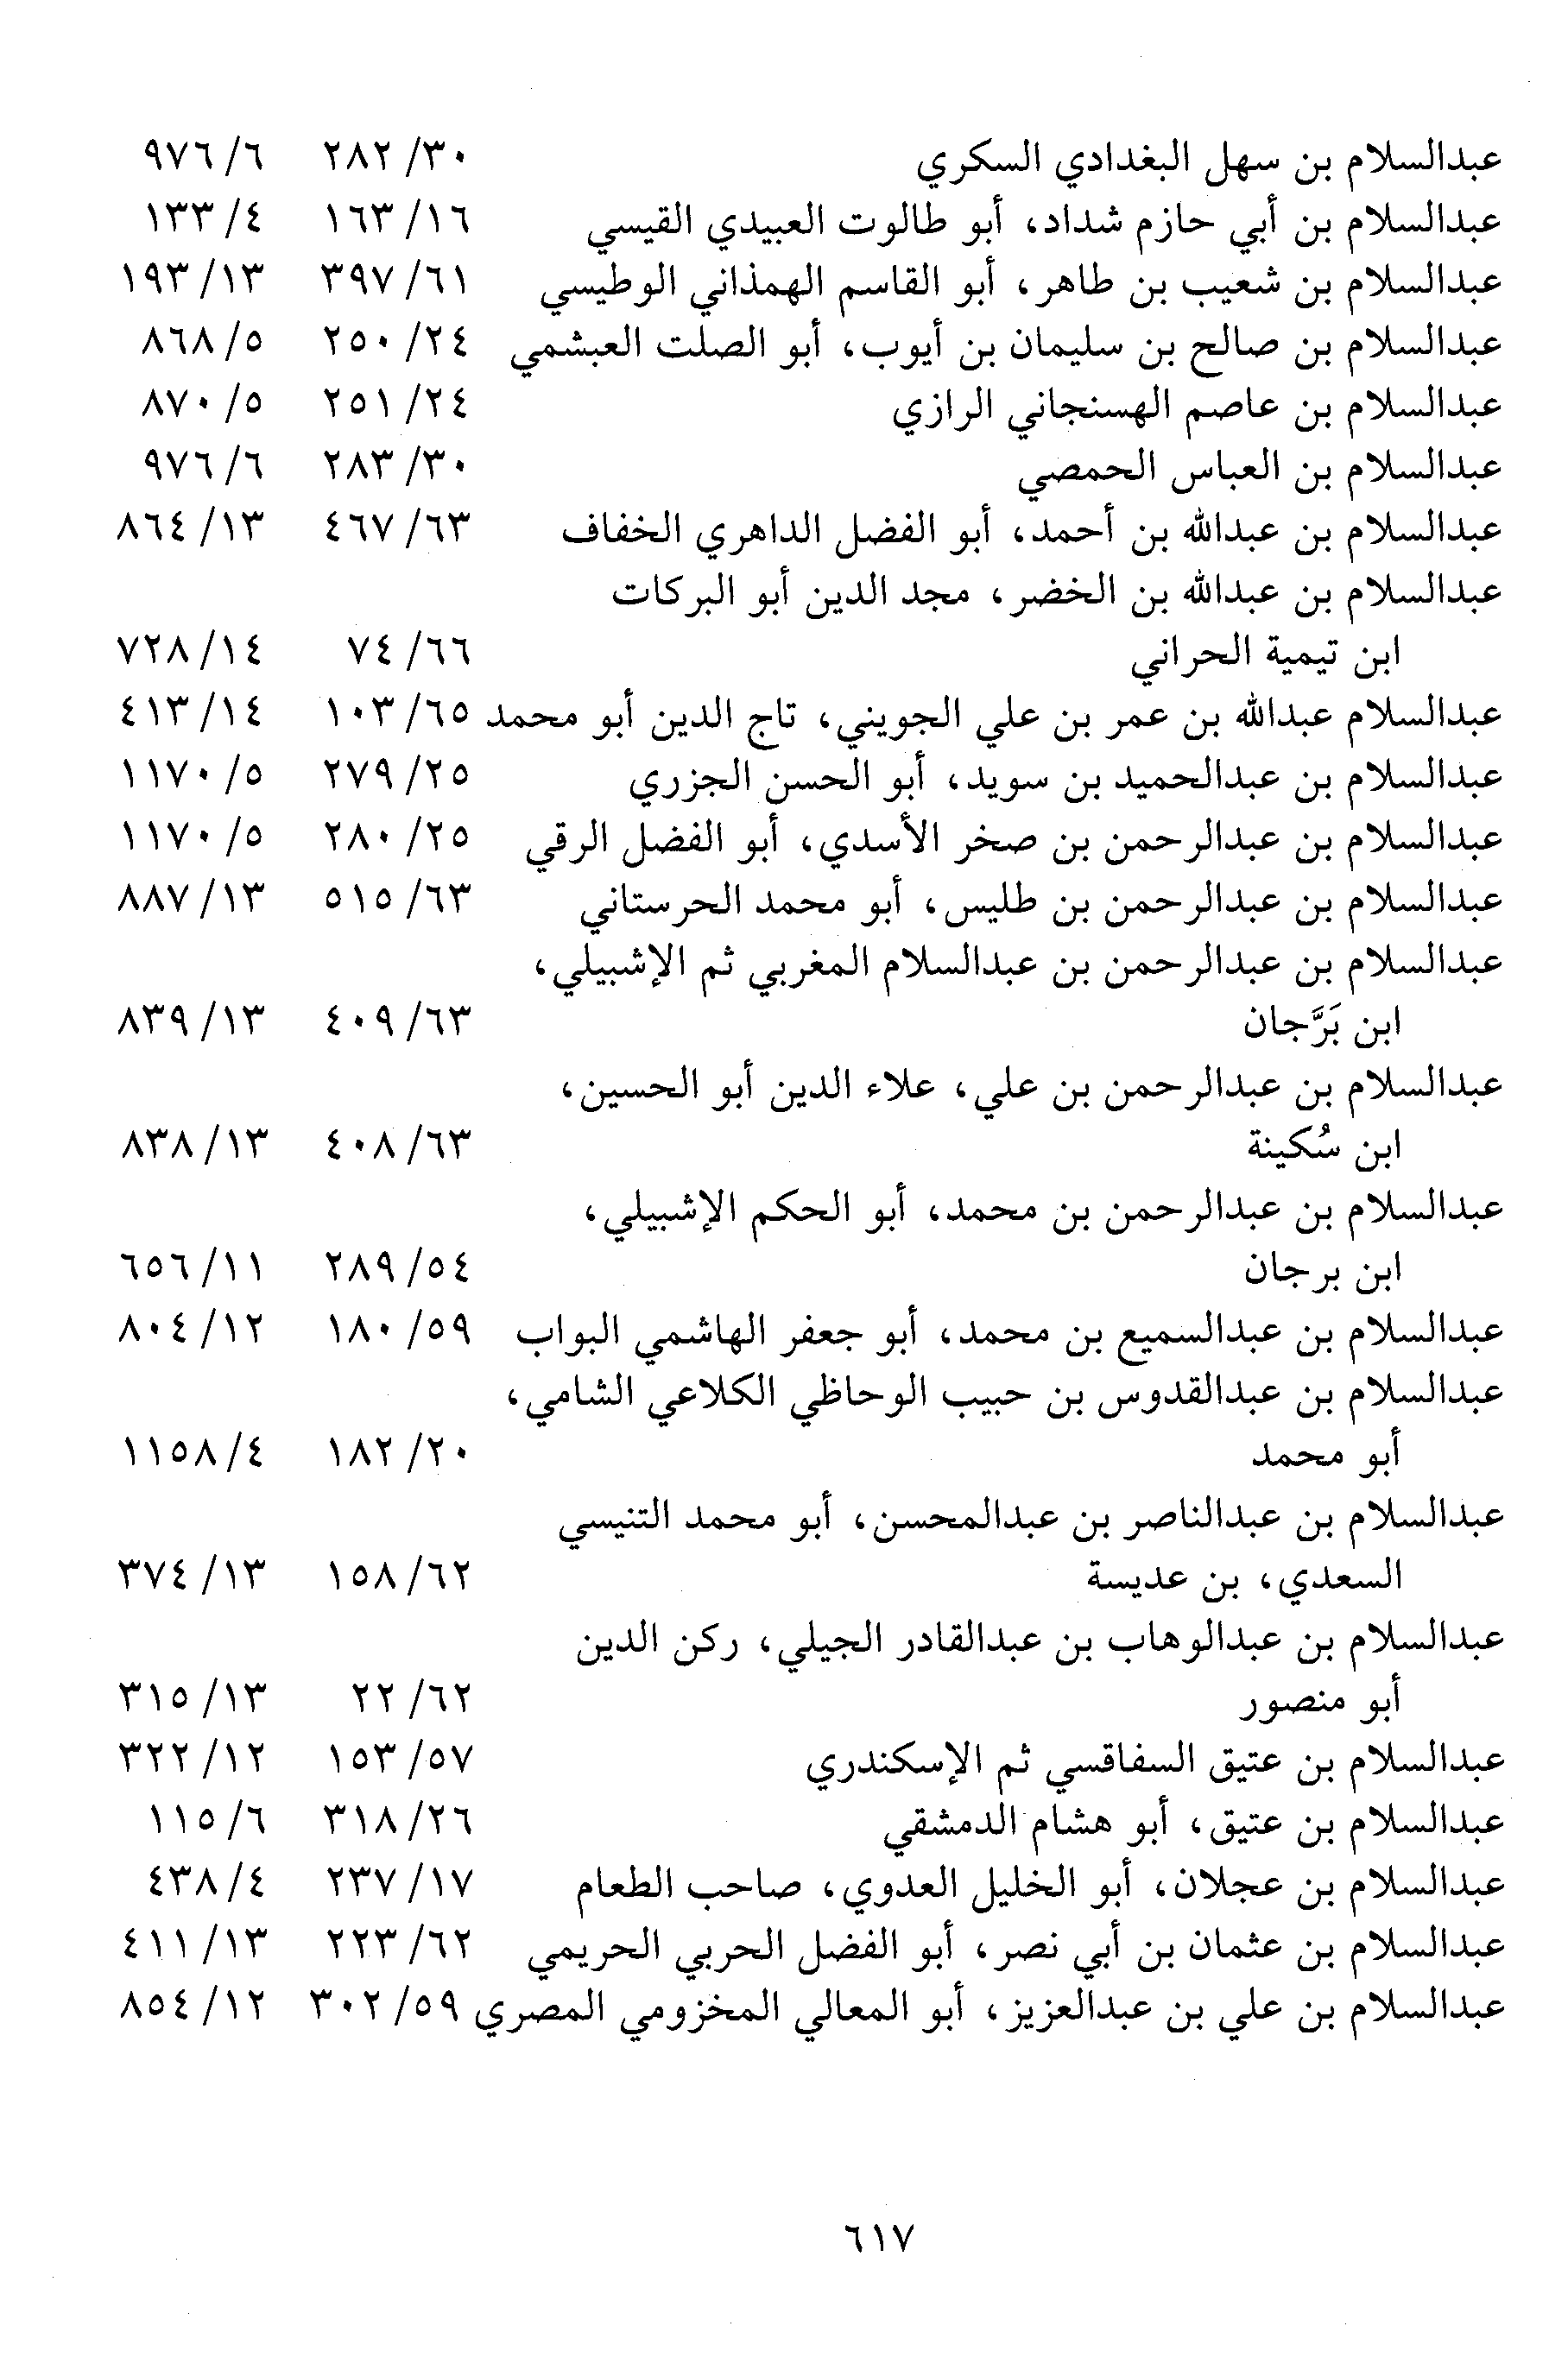 عبدالسلام بن سهل البغدادي السكري ٣٠/ ٢٨٢ ٦/ ٩٧٦
عبدالسلام بن أبي حازم شداد، أبو طالوت العبيدي القيسي ١٦/ ١٦٣ ٤/ ١٣٣
عبدالسلام بن شعيب بن طاهر، أبو القاسم الهمذاني الوطيسي ٦١/ ٣٩٧ ١٣/ ١٩٣
عبدالسلام بن صالح بن سليمان بن أيوب، أبو الصلت العبشمي ٢٤/ ٢٥٠ ٥/ ٨٦٨
عبدالسلام بن عاصم الهسنجاني الرازي ٢٤/ ٢٥١ ٥/ ٨٧٠
عبدالسلام بن العباس الحمصي ٣٠/ ٢٨٣ ٦/ ٩٧٦
عبدالسلام بن عبدالله بن أحمد، أبو الفضل الداهري الخفاف ٦٣/ ٤٦٧ ١٣/ ٨٦٤
عبدالسلام بن عبدالله بن الخضر، مجد الدين أبو البركات
ابن تيمية الحراني ٦٦/ ٧٤ ١٤/ ٧٢٨
عبدالسلام عبدالله بن عمر بن علي الجويني، تاج الدين أبو محمد ٦٥/ ١٠٣ ١٤/ ٤١٣
عبدالسلام بن عبدالحميد بن سويد، أبو الحسن الجزري ٢٥/ ٢٧٩ ٥/ ١١٧٠
عبدالسلام بن عبدالرحمن بن صخر الأسدي، أبو الفضل الرقي ٢٥/ ٢٨٠ ٥/ ١١٧٠
عبدالسلام بن عبدالرحمن بن طليس، أبو محمد الحرستاني ٦٣/ ٥١٥ ١٣/ ٨٨٧
عبدالسلام بن عبدالرحمن بن عبدالسلام المغربي ثم الإشبيلي،
ابن بَرَّجان ٦٣/ ٤٠٩ ١٣/ ٨٣٩
عبدالسلام بن عبدالرحمن بن علي، علاء الدين أبو الحسين،
ابن سُكينة ٦٣/ ٤٠٨ ١٣/ ٨٣٨
عبدالسلام بن عبدالرحمن بن محمد، أبو الحكم الإشبيلي،
ابن برجان ٥٤/ ٢٨٩ ١١/ ٦٥٦
عبدالسلام بن عبدالسميع بن محمد، أبو جعفر الهاشمي البواب ٥٩/ ١٨٠ ١٢/ ٨٠٤
عبدالسلام بن عبدالقدوس بن حبيب الوحاظي الكلاعي الشامي،
أبو محمد ٢٠/ ١٨٢ ٤/ ١١٥٨
عبدالسلام بن عبدالناصر بن عبدالمحسن، أبو محمد التنيسي
السعدي، بن عديسة ٦٢/ ١٥٨ ١٣/ ٣٧٤
عبدالسلام بن عبدالوهاب بن عبدالقادر الجيلي، ركن الدين
أبو منصور ٦٢/ ٢٢ ١٣/ ٣١٥
عبدالسلام بن عتيق السفاقسي ثم الإسكندري ٥٧/ ١٥٣ ١٢/ ٣٢٢
عبدالسلام بن عتيق، أبو هشام الدمشقي ٢٦/ ٣١٨ ٦/ ١١٥
عبدالسلام بن عجلان، أبو الخليل العدوي، صاحب الطعام ١٧/ ٢٣٧ ٤/ ٤٣٨
عبدالسلام بن عثمان بن أبي نصر، أبو الفضل الحربي الحريمي ٦٢/ ٢٢٣ ١٣/ ٤١١
عبدالسلام بن علي بن عبدالعزيز، أبو المعالي المخزومي المصري ٥٩/ ٣٠٢ ١٢/ ٨٥٤
٦١٧